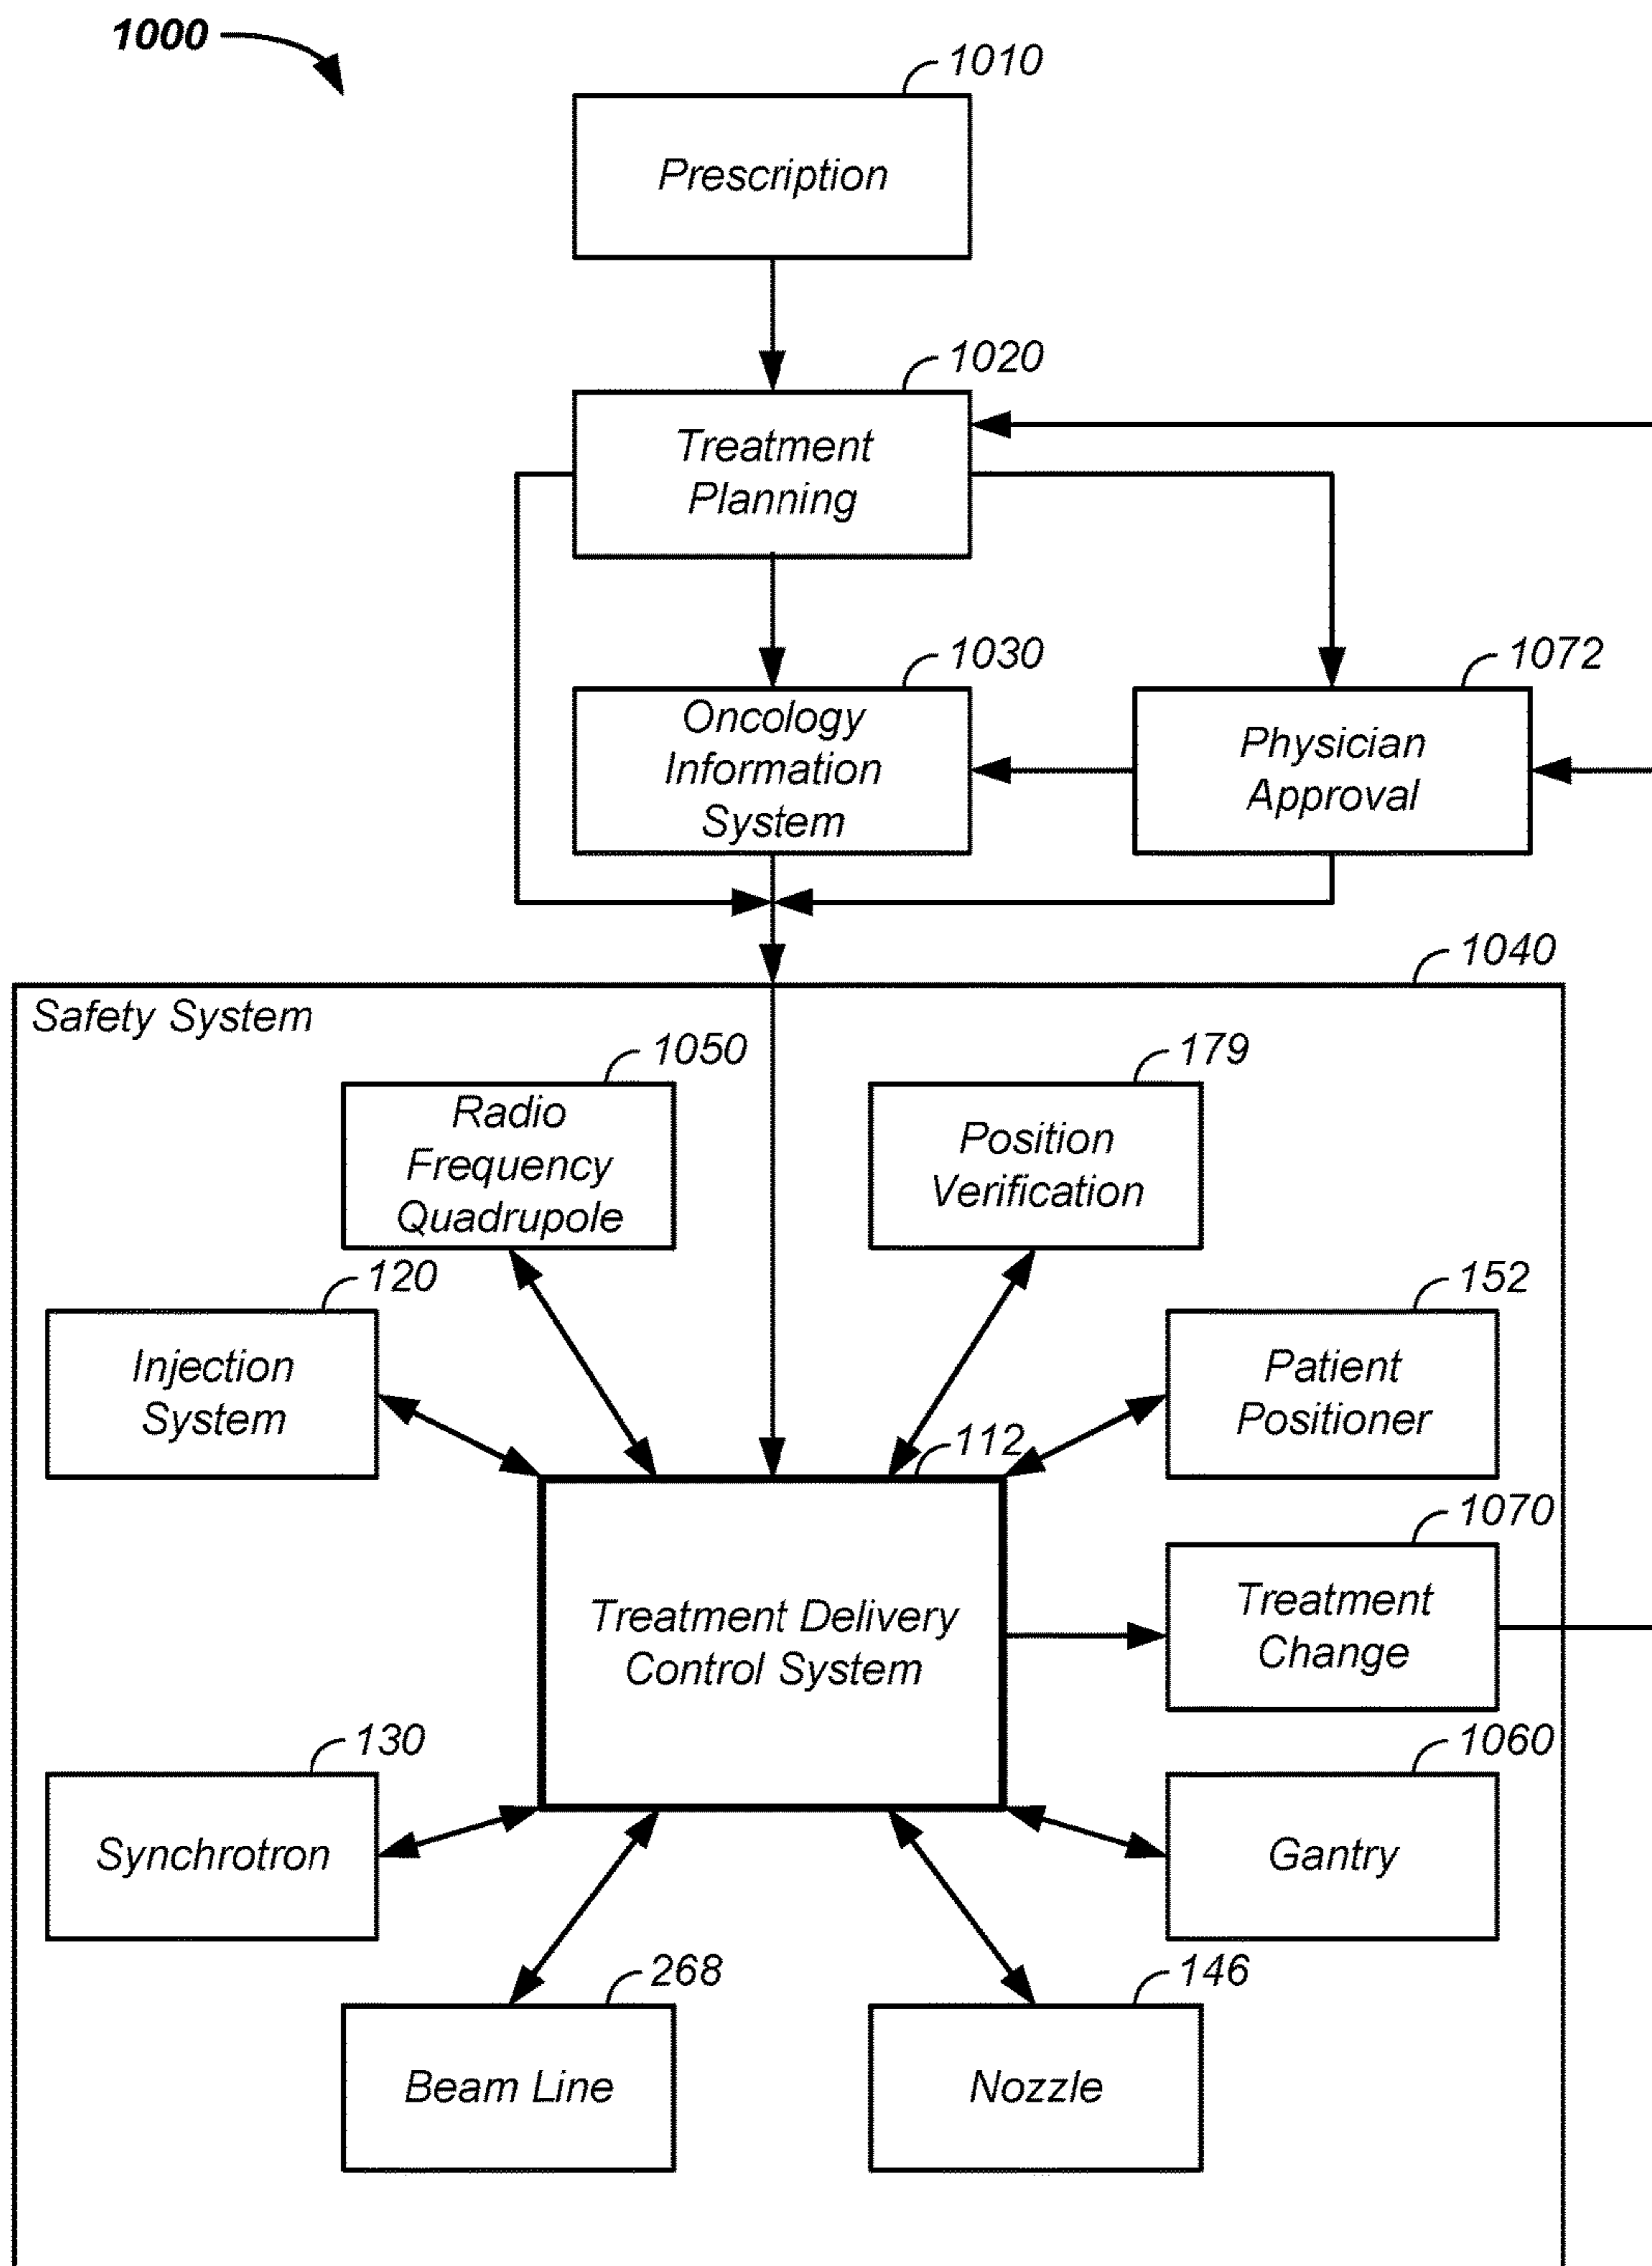 1000
1010
Prescription
1020
Treatment
Planning
1030
Oncology
Information
System
1072
Physician
Approval
1040
Safety System
1050
Radio
Frequency
Quadrupole
179
Position
Verification
120
Injection
System
152
Patient
Positioner
112
Treatment Delivery
Control System
1070
Treatment
Change
130
Synchrotron
1060
Gantry
268
Beam Line
146
Nozzle